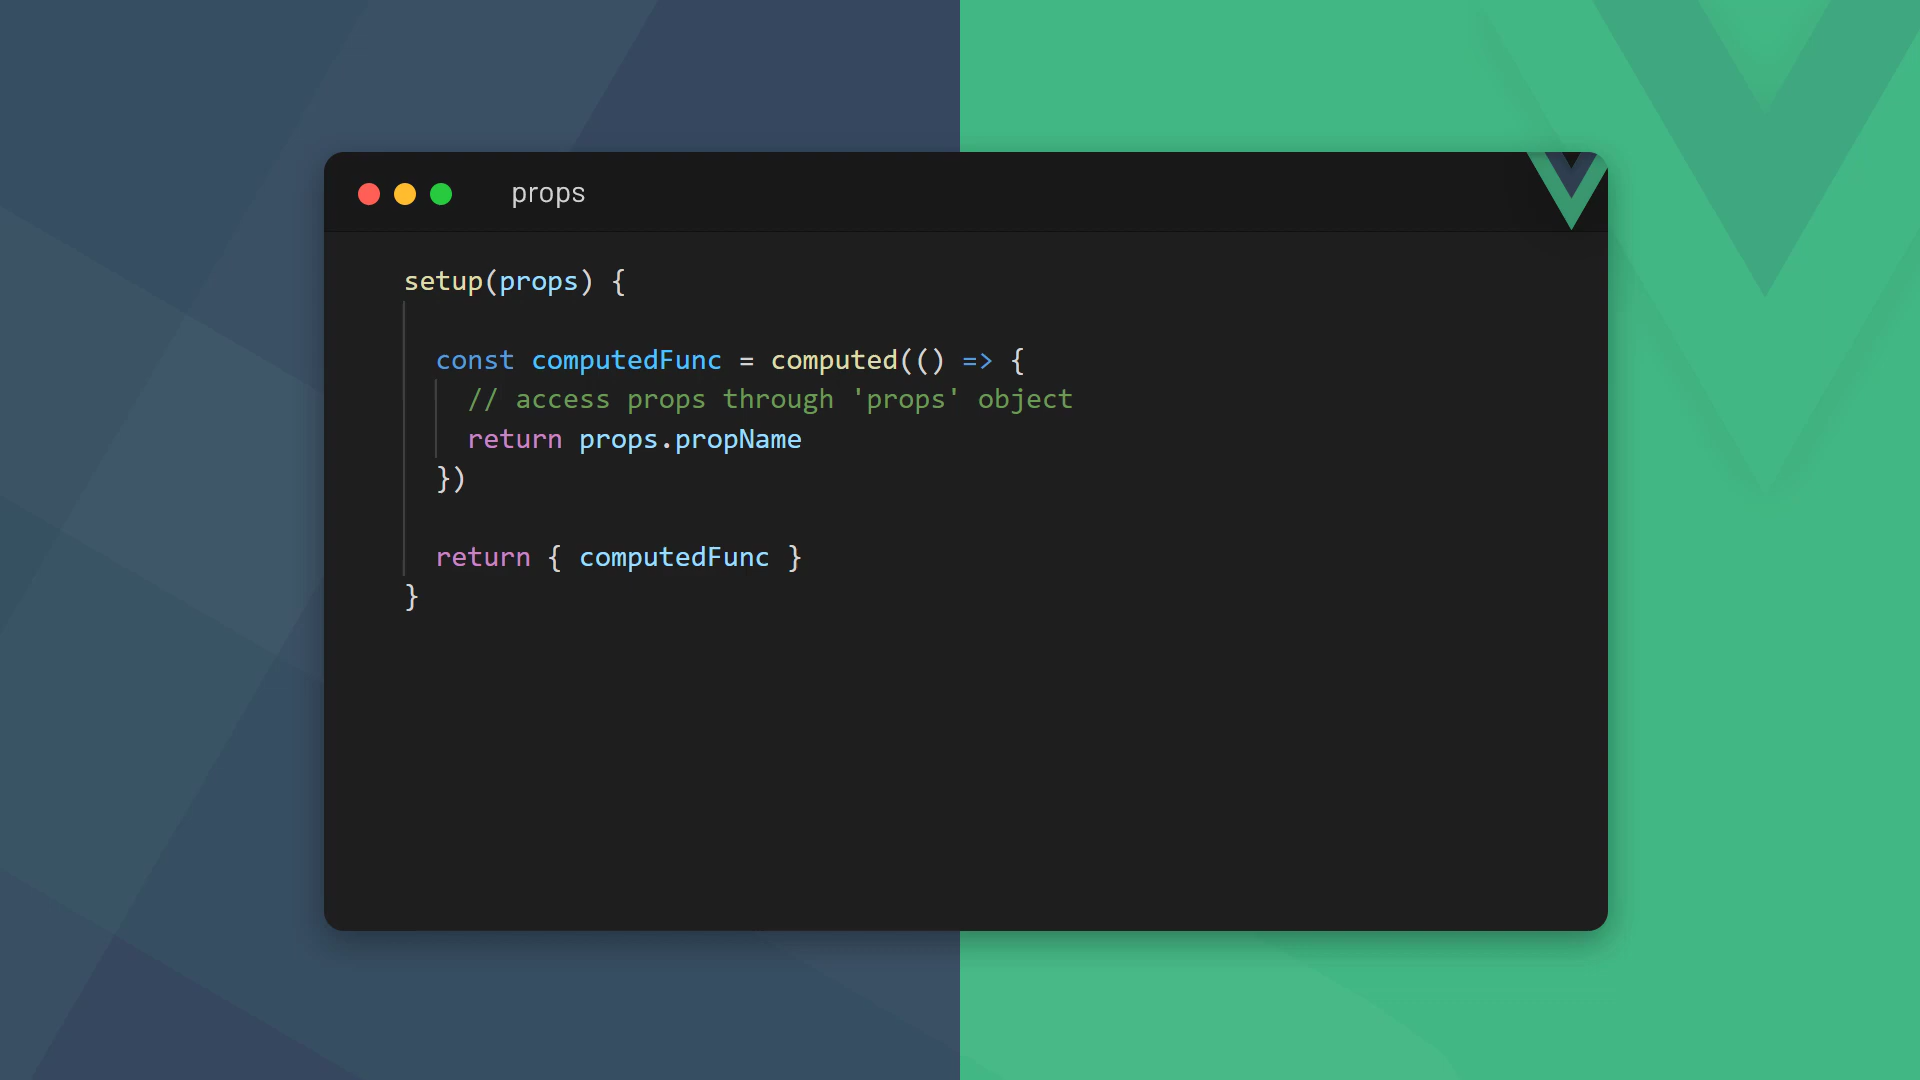 props
setup(props) {
const computedFunc = computed(() => {
// access props through 'props' object
return props.propName
})
return { computedFunc }
}